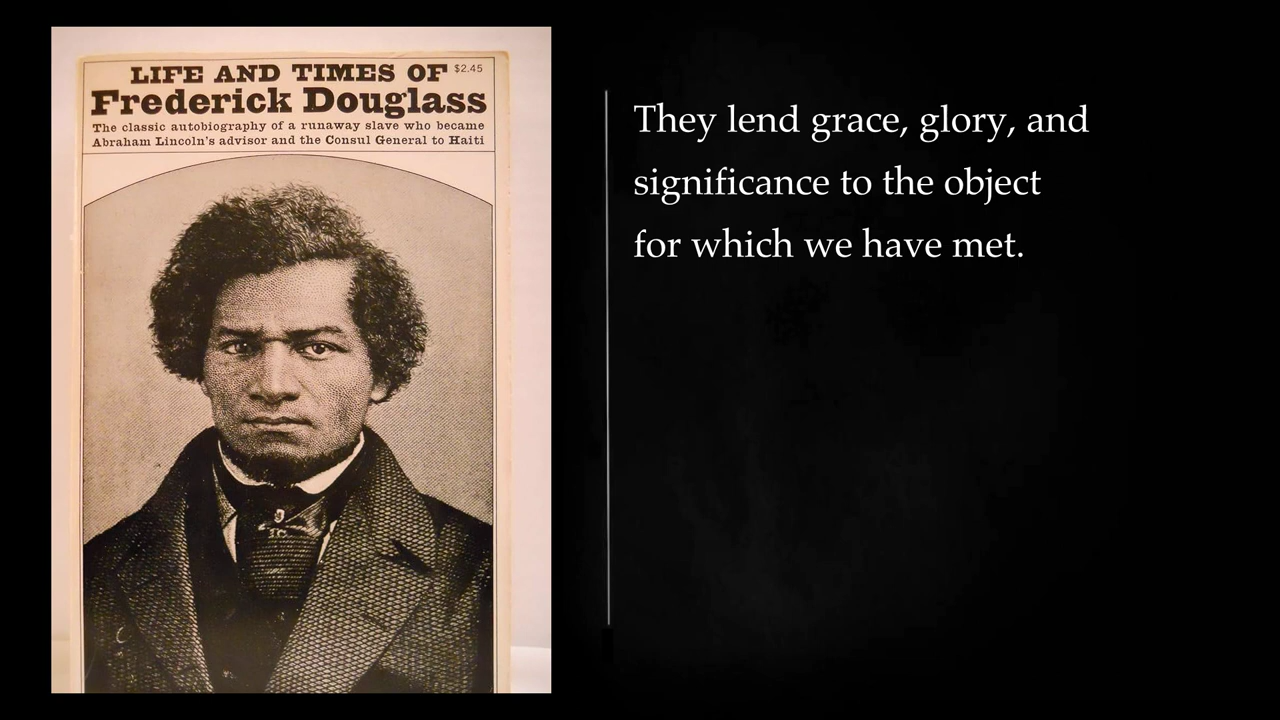 LIFE AND TIMES OF $2.45
Frederick Douglass
The classic autobiography of a runaway slave who became
Abraham Lincoln's advisor and the Consul General to Haiti
They lend grace, glory, and
significance to the object
for which we have met.